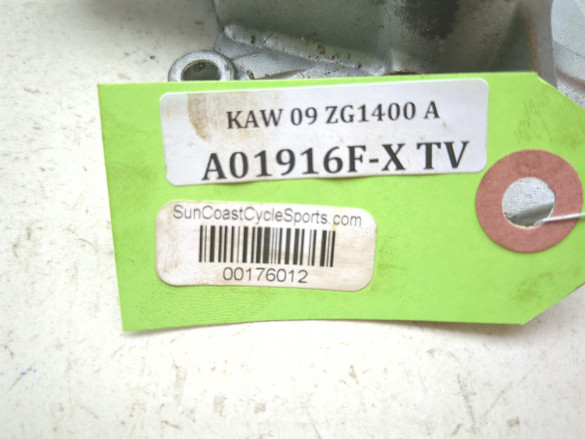 KAW 09 ZG1400 A
A01916F-X TV
SunCoastCycleSports.com
00176012